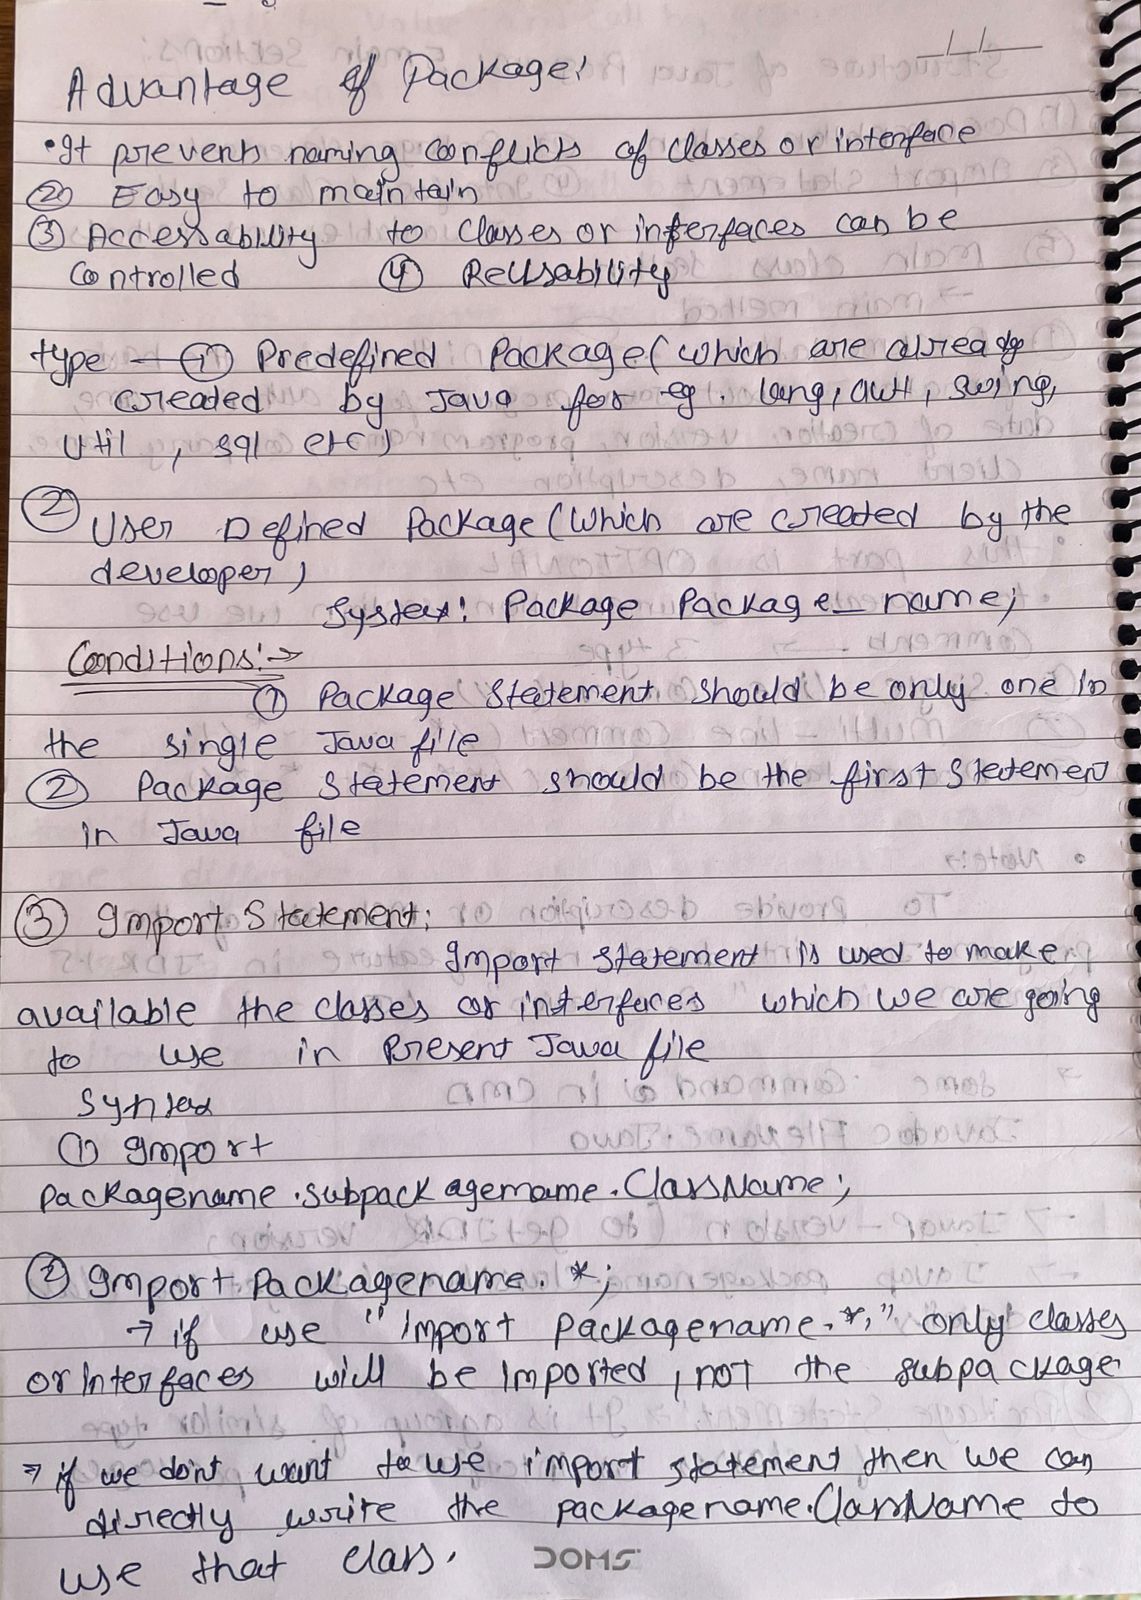 Advantage of Package:
• It prevents naming conflicts of classes or interface
② Easy to maintain
③ Accessability to classes or interfaces can be
controlled ④ Reusability
type — ① Predefined Package (which are already
created by Java for eg. lang, awt, swing,
util, sql etc)
② User Defined Package (which are created by the
developer)
Package Package_name;
Conditions:→
① Package Statement should be only one in
the single Java file
② Package Statement should be the first Statement
in Java file
③ Import Statement:
Import Statement is used to make
available the classes or interfaces which we are going
to use in Present Java file
Syntax
① Import
Packagename.subpackagename.ClassName;
② Import Packagename.*;
→ if use "import packagename.*;" only classes
or Interfaces will be Imported, not the subpackage
⇒ if we dont want to use import statement then we can
directly write the packagename.ClassName to
use that class.
DOMS